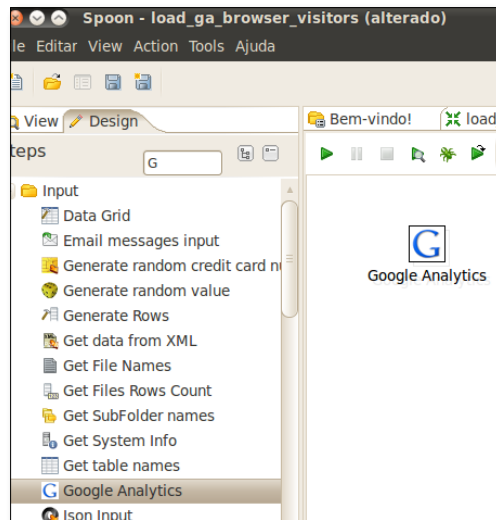 Spoon - load_ga_browser_visitors (alterado)
le Editar View Action Tools Ajuda
View Design
Bem-vindo! load
teps
G
Input
Data Grid
Email messages input
Generate random credit card nu
Generate random value
Generate Rows
Get data from XML
Get File Names
Get Files Rows Count
Get SubFolder names
Get System Info
Get table names
Google Analytics
Json Input
G
Google Analytics